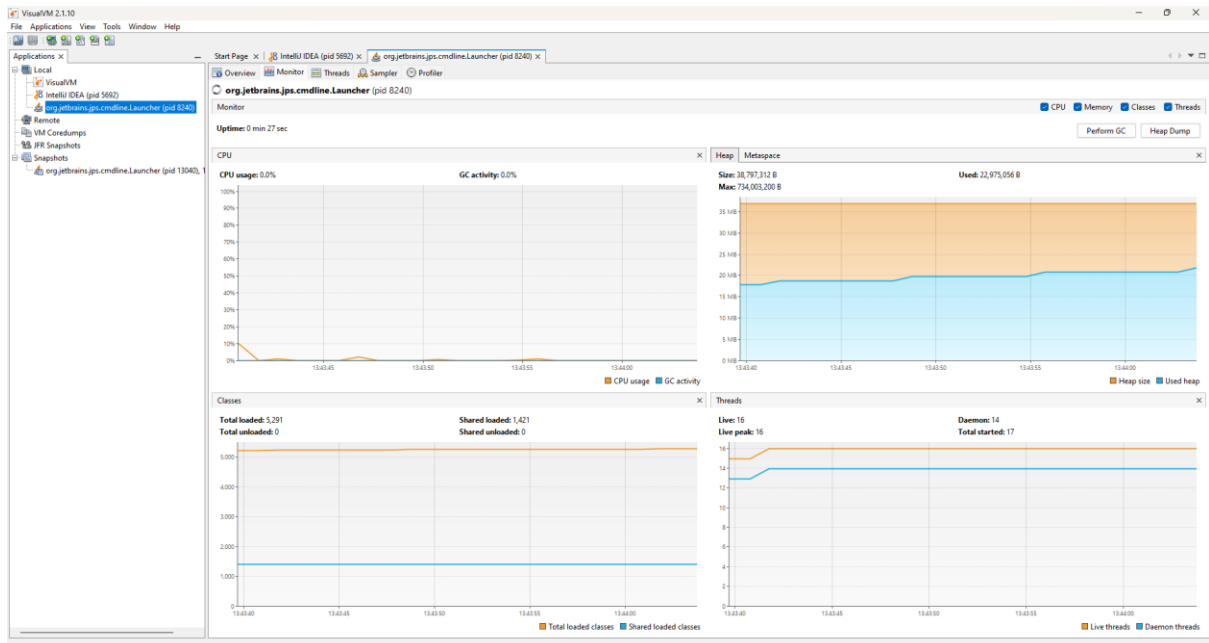 VisualVM 2.1.10
File Applications View Tools Window Help
Applications
Start Page
IntelliJ IDEA (pid 5692)
org.jetbrains.jps.cmdline.Launcher (pid 8240)
Local
VisualVM
IntelliJ IDEA (pid 5692)
org.jetbrains.jps.cmdline.Launcher (pid 8240)
Remote
VM Coredumps
JFR Snapshots
Snapshots
org.jetbrains.jps.cmdline.Launcher (pid 13040), 1
Overview Monitor Threads Sampler Profiler
org.jetbrains.jps.cmdline.Launcher (pid 8240)
Monitor
CPU Memory Classes Threads
Uptime: 0 min 27 sec
Perform GC Heap Dump
CPU
CPU usage: 0.0% GC activity: 0.0%
100%
90%
80%
70%
60%
50%
40%
30%
20%
10%
0%
13:43:45 13:43:50 13:43:55 13:44:00
CPU usage GC activity
Heap Metaspace
Size: 38,797,312 B Used: 22,975,056 B
Max: 734,003,200 B
35 MB
30 MB
25 MB
20 MB
15 MB
10 MB
5 MB
0 MB
13:43:40 13:43:45 13:43:50 13:43:55 13:44:00
Heap size Used heap
Classes
Total loaded: 5,291 Shared loaded: 1,421
Total unloaded: 0 Shared unloaded: 0
5,000
4,000
3,000
2,000
1,000
0
13:43:40 13:43:45 13:43:50 13:43:55 13:44:00
Total loaded classes Shared loaded classes
Threads
Live: 16 Daemon: 14
Live peak: 16 Total started: 17
16
14
12
10
8
6
4
2
0
13:43:40 13:43:45 13:43:50 13:43:55 13:44:00
Live threads Daemon threads